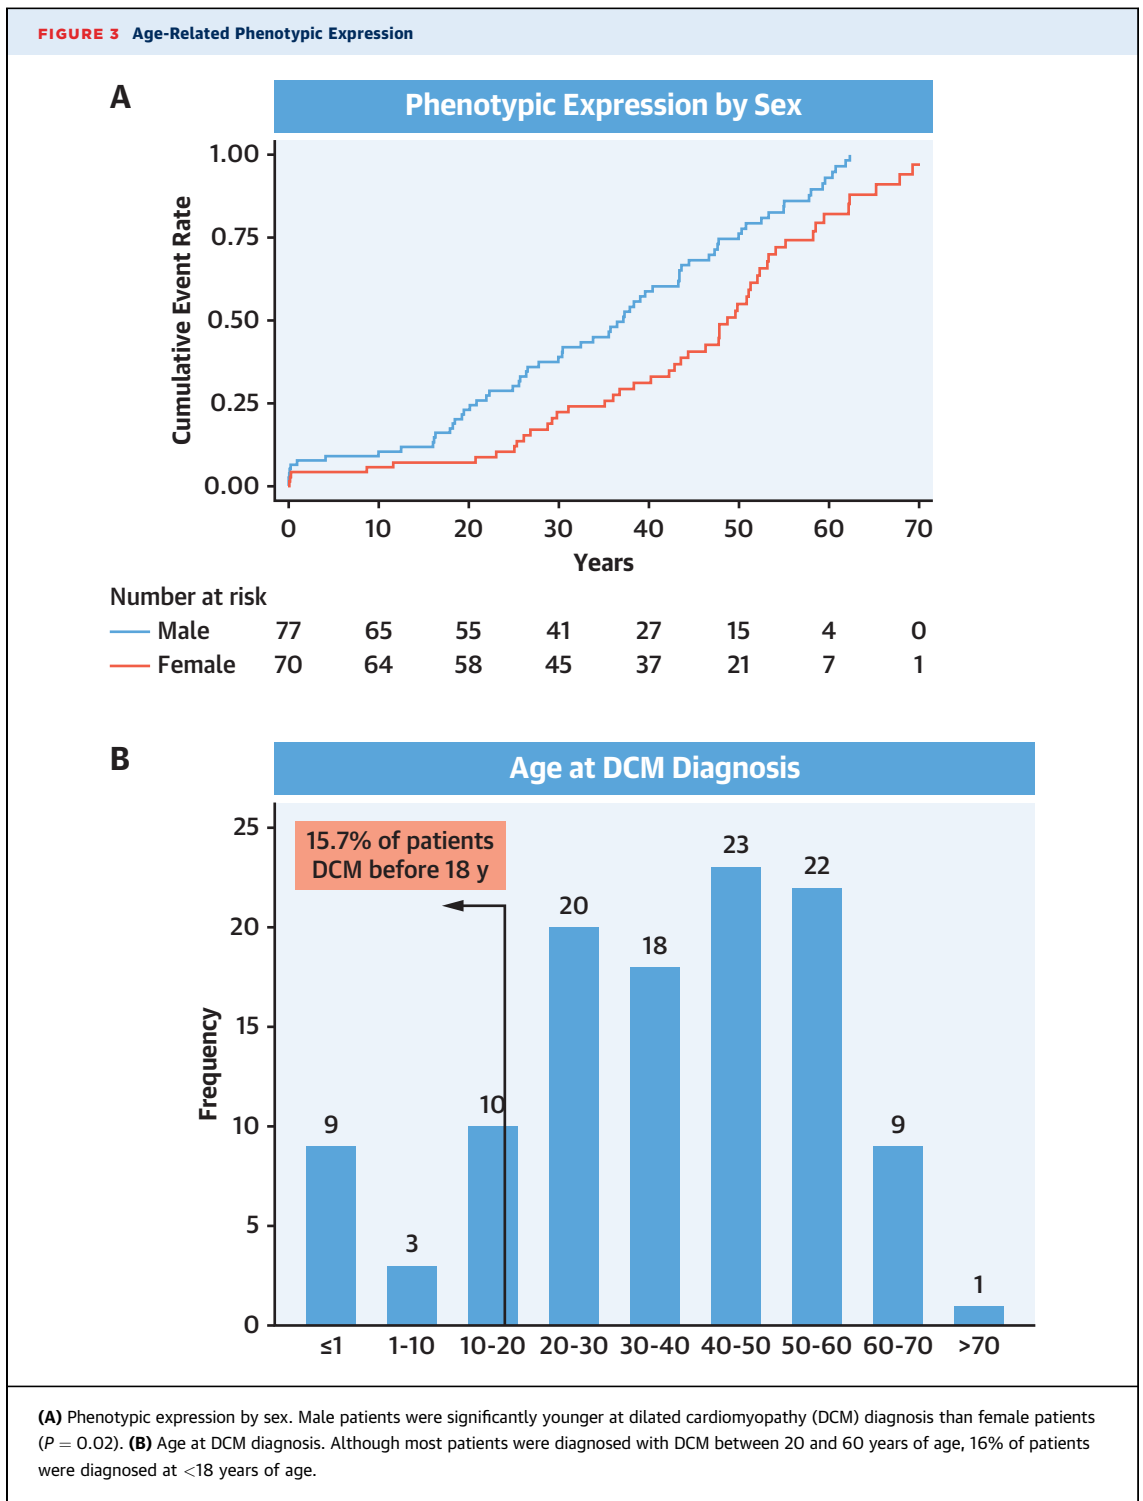 FIGURE 3 Age-Related Phenotypic Expression
A
Phenotypic Expression by Sex
1.00
0.75
0.50
0.25
0.00
Cumulative Event Rate
0 10 20 30 40 50 60 70
Years
Number at risk
Male 77 65 55 41 27 15 4 0
Female 70 64 58 45 37 21 7 1
B
Age at DCM Diagnosis
25
20
15
10
5
0
Frequency
15.7% of patients
DCM before 18 y
9 3 10 20 18 23 22 9 1
≤1 1-10 10-20 20-30 30-40 40-50 50-60 60-70 >70
(A) Phenotypic expression by sex. Male patients were significantly younger at dilated cardiomyopathy (DCM) diagnosis than female patients
(P = 0.02). (B) Age at DCM diagnosis. Although most patients were diagnosed with DCM between 20 and 60 years of age, 16% of patients
were diagnosed at <18 years of age.